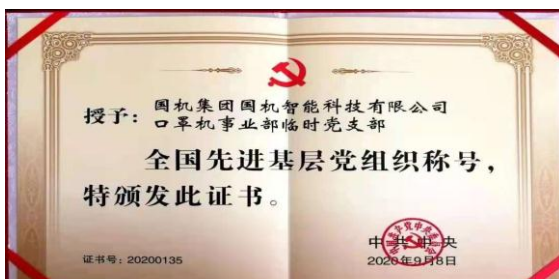 授予：国机集团国机智能科技有限公司
口罩机事业部临时党支部
全国先进基层党组织称号，
特颁发此证书。
中共中央
2020年9月8日
证书号：20200135